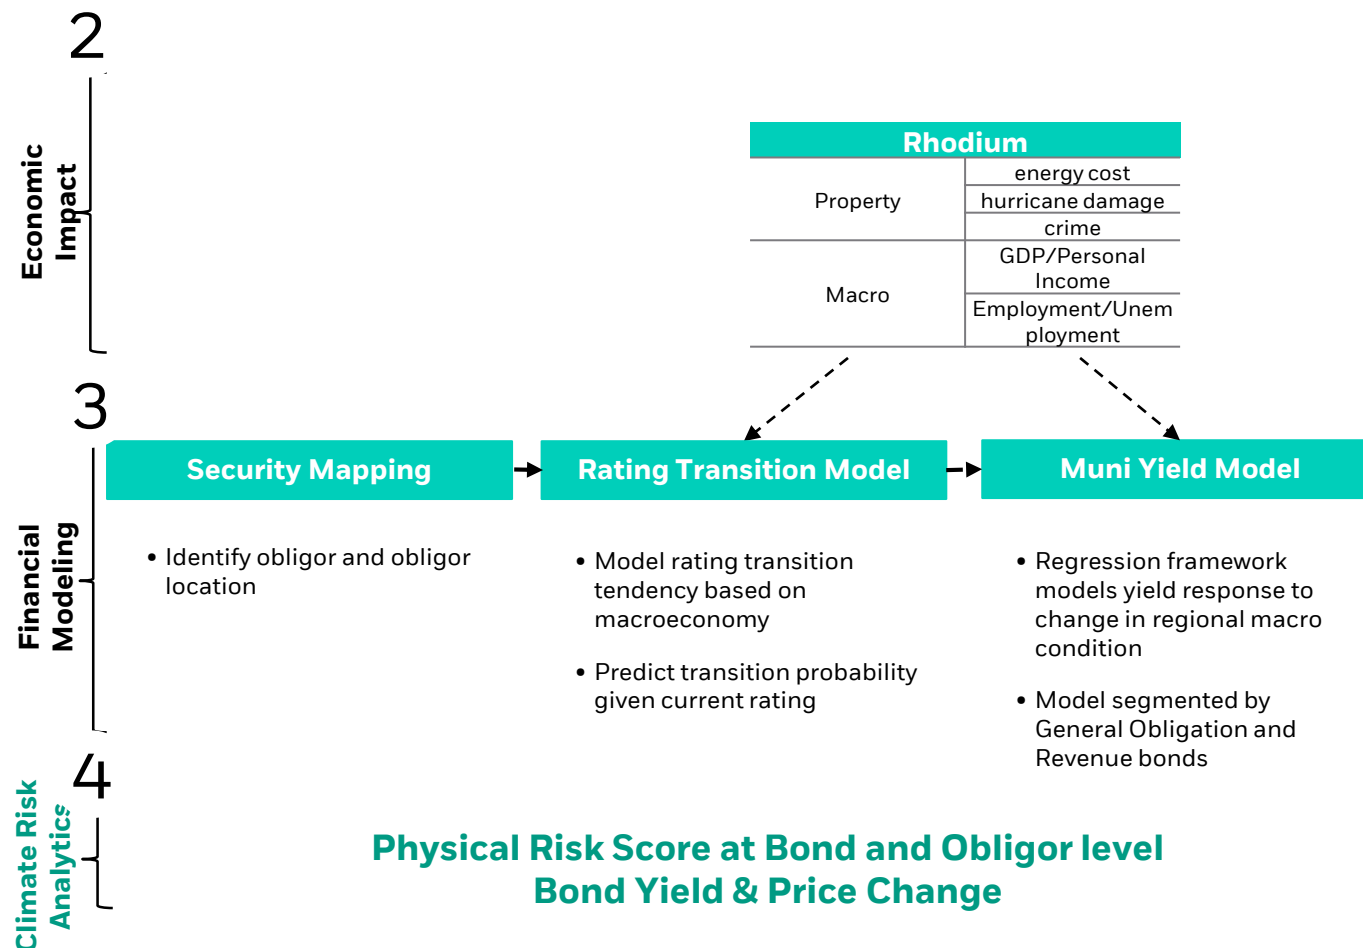 2
Economic
Impact
Rhodium
Property
energy cost
hurricane damage
crime
Macro
GDP/Personal
Income
Employment/Unem
ployment
3
Financial
Modeling
Security Mapping
Rating Transition Model
Muni Yield Model
• Identify obligor and obligor
location
• Model rating transition
tendency based on
macroeconomy
• Predict transition probability
given current rating
• Regression framework
models yield response to
change in regional macro
condition
• Model segmented by
General Obligation and
Revenue bonds
4
Climate Risk
Analytics
Physical Risk Score at Bond and Obligor level
Bond Yield & Price Change